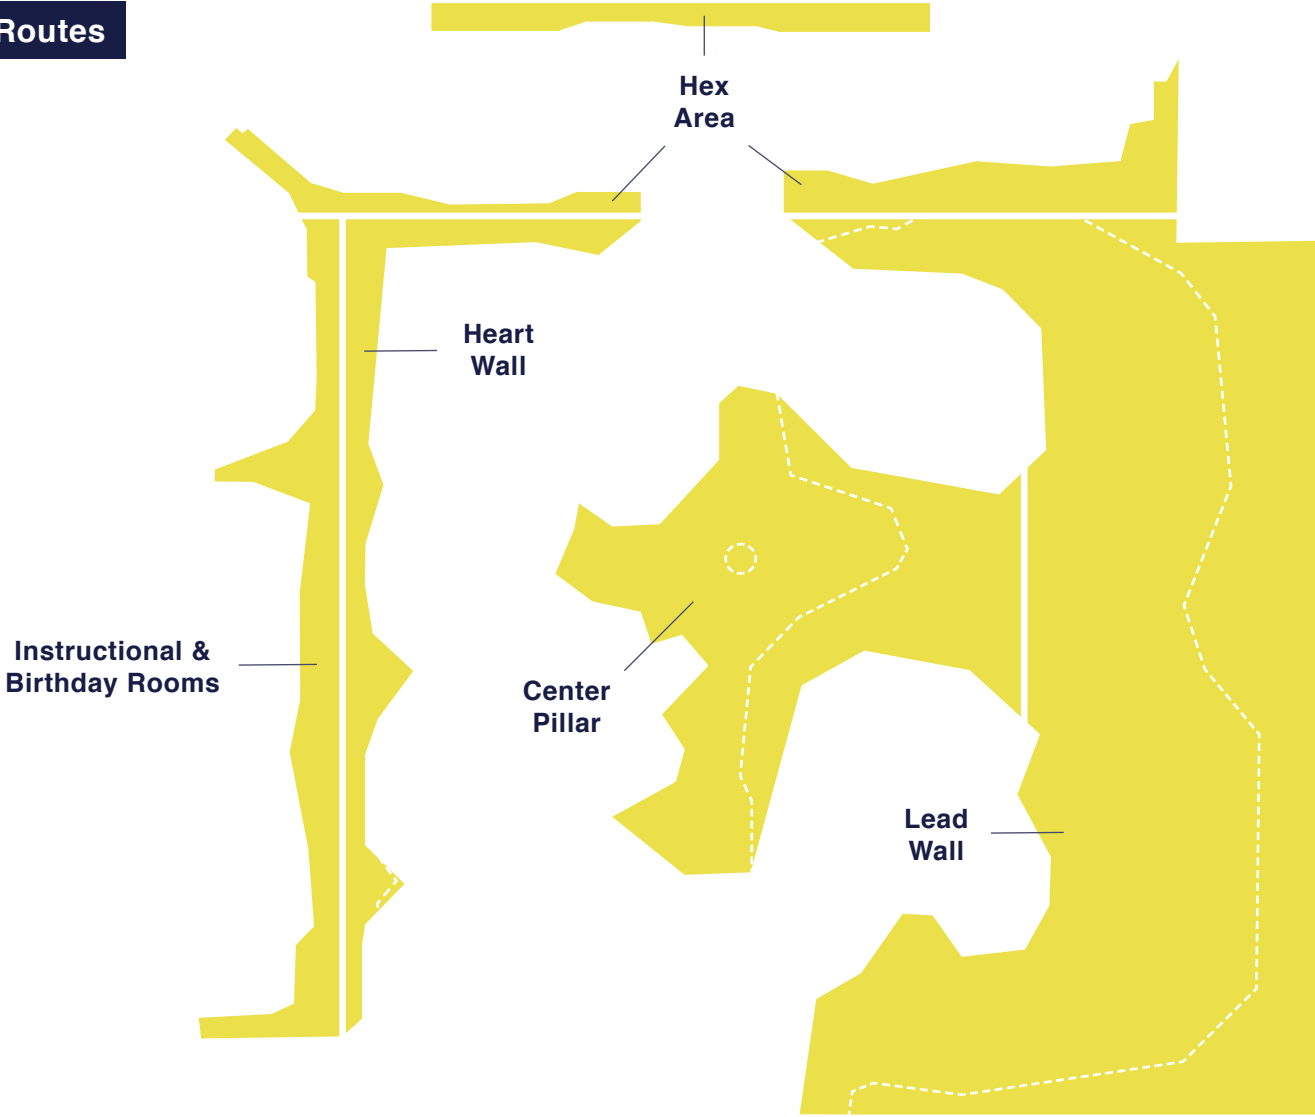 Routes
Hex
Area
Heart
Wall
Instructional &
Birthday Rooms
Center
Pillar
Lead
Wall